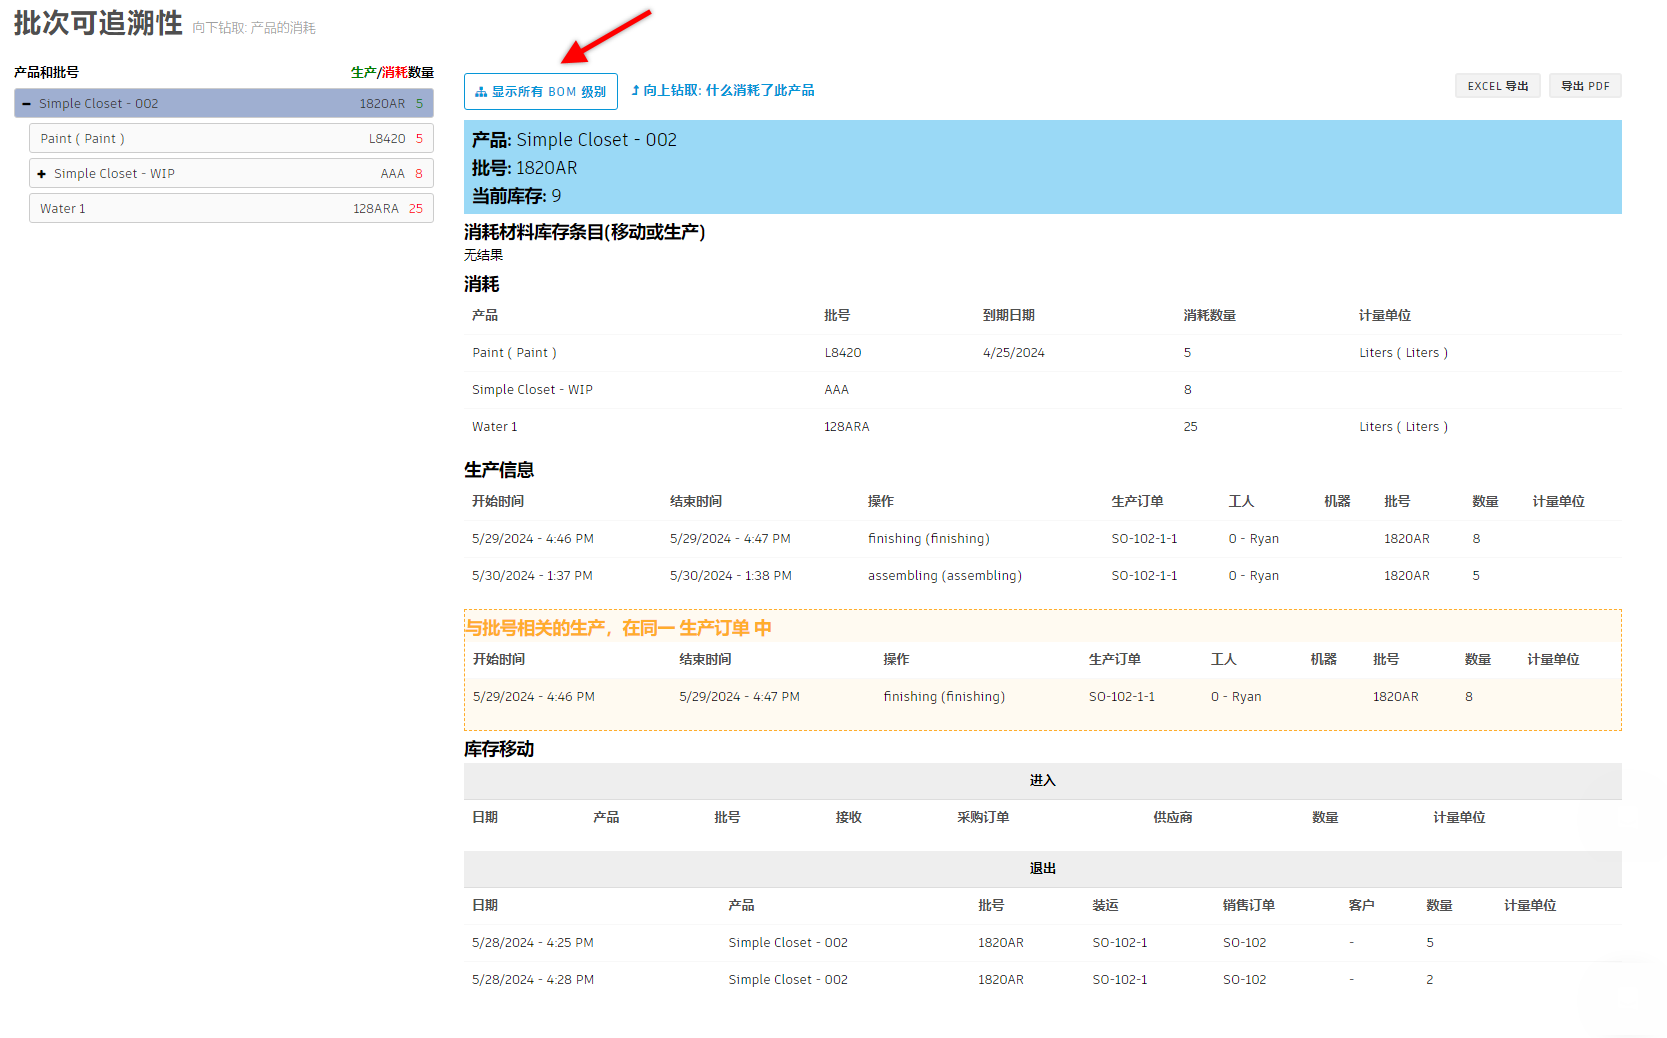 批次可追溯性 向下钻取: 产品的消耗
产品和批号 生产/消耗数量
Simple Closet - 002 1820AR 5
Paint ( Paint ) L8420 5
Simple Closet - WIP AAA 8
Water 1 128ARA 25
显示所有 BOM 级别 向上钻取: 什么消耗了此产品 EXCEL 导出 导出 PDF
产品: Simple Closet - 002
批号: 1820AR
当前库存: 9
消耗材料库存条目(移动或生产)
无结果
消耗
产品 批号 到期日期 消耗数量 计量单位
Paint ( Paint ) L8420 4/25/2024 5 Liters ( Liters )
Simple Closet - WIP AAA 8
Water 1 128ARA 25 Liters ( Liters )
生产信息
开始时间 结束时间 操作 生产订单 工人 机器 批号 数量 计量单位
5/29/2024 - 4:46 PM 5/29/2024 - 4:47 PM finishing (finishing) SO-102-1-1 0 - Ryan 1820AR 8
5/30/2024 - 1:37 PM 5/30/2024 - 1:38 PM assembling (assembling) SO-102-1-1 0 - Ryan 1820AR 5
与批号相关的生产，在同一 生产订单 中
开始时间 结束时间 操作 生产订单 工人 机器 批号 数量 计量单位
5/29/2024 - 4:46 PM 5/29/2024 - 4:47 PM finishing (finishing) SO-102-1-1 0 - Ryan 1820AR 8
库存移动
进入
日期 产品 批号 接收 采购订单 供应商 数量 计量单位
退出
日期 产品 批号 装运 销售订单 客户 数量 计量单位
5/28/2024 - 4:25 PM Simple Closet - 002 1820AR SO-102-1 SO-102 - 5
5/28/2024 - 4:28 PM Simple Closet - 002 1820AR SO-102-1 SO-102 - 2